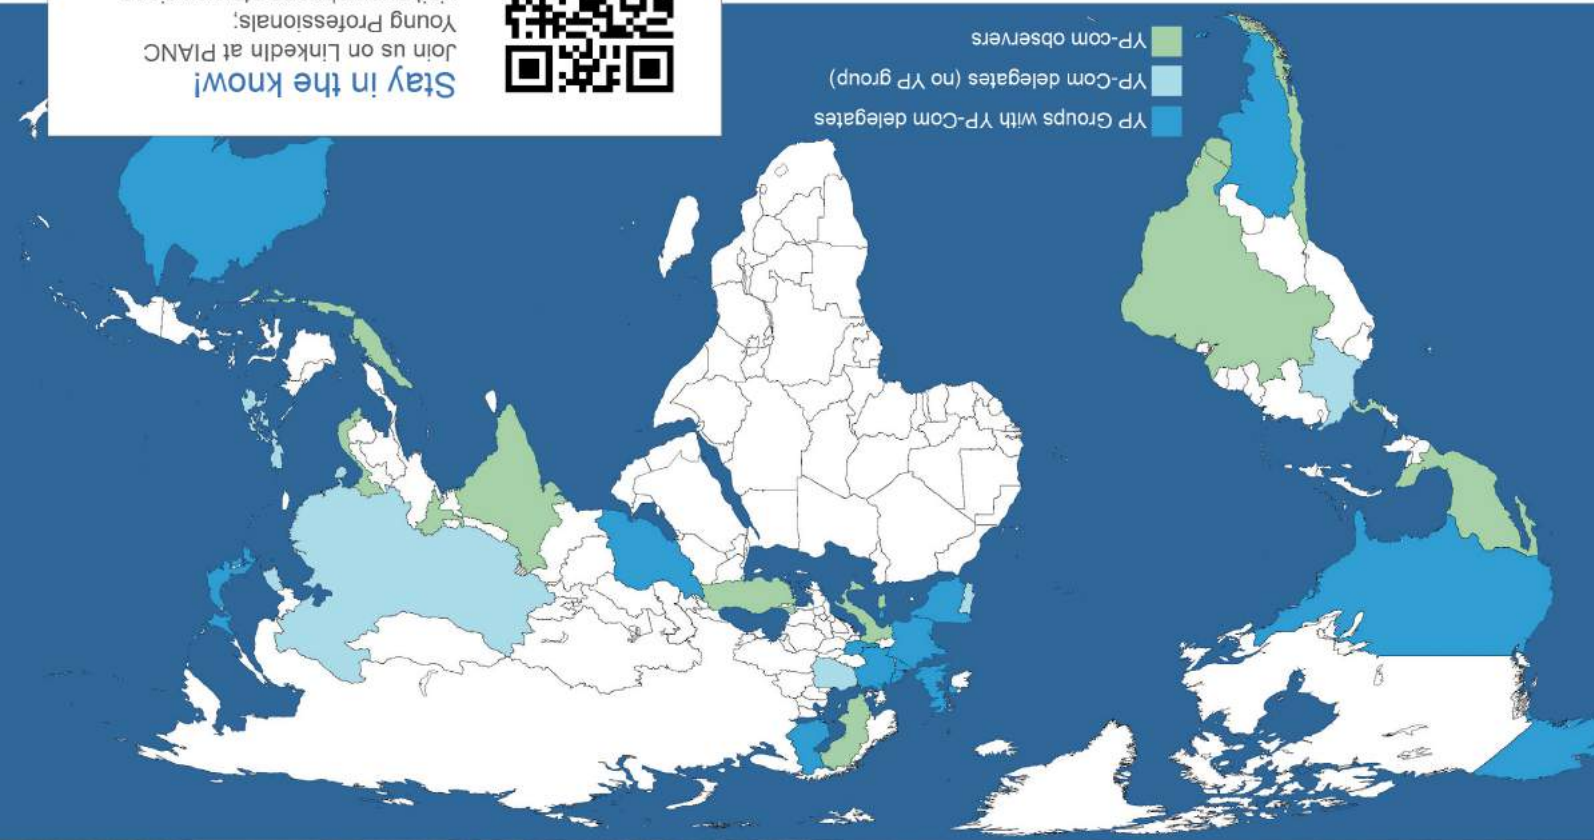 YP Groups with YP-Com delegates
YP-Com delegates (no YP group)
YP-com observers
Stay in the know!
Join us on LinkedIn at PIANC
Young Professionals;